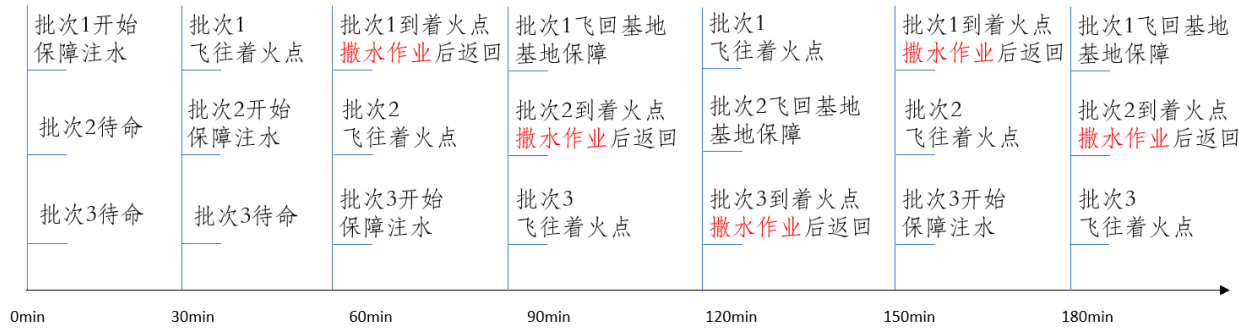 批次1开始
保障注水
批次1
飞往着火点
批次1到着火点
撒水作业后返回
批次1飞回基地
基地保障
批次1
飞往着火点
批次1到着火点
撒水作业后返回
批次1飞回基地
基地保障
批次2待命
批次2开始
保障注水
批次2
飞往着火点
批次2到着火点
撒水作业后返回
批次2飞回基地
基地保障
批次2
飞往着火点
批次2到着火点
撒水作业后返回
批次3待命
批次3待命
批次3开始
保障注水
批次3
飞往着火点
批次3到着火点
撒水作业后返回
批次3开始
保障注水
批次3
飞往着火点
0min
30min
60min
90min
120min
150min
180min